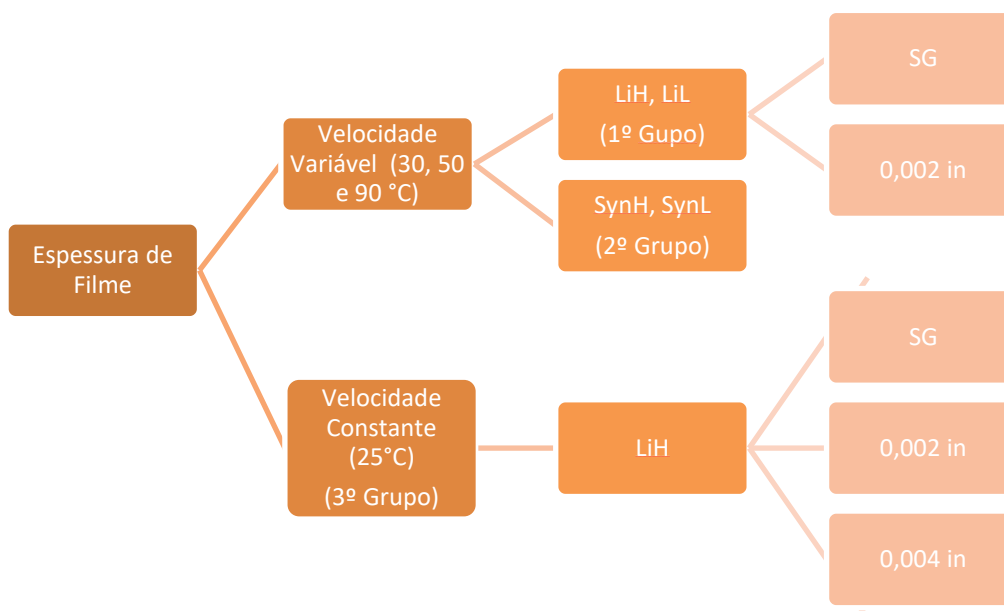 Espessura de
Filme
Velocidade
Variável (30, 50
e 90 °C)
LiH, LiL
(1º Gupo)
SG
0,002 in
SynH, SynL
(2º Grupo)
Velocidade
Constante
(25°C)
(3º Grupo)
LiH
SG
0,002 in
0,004 in